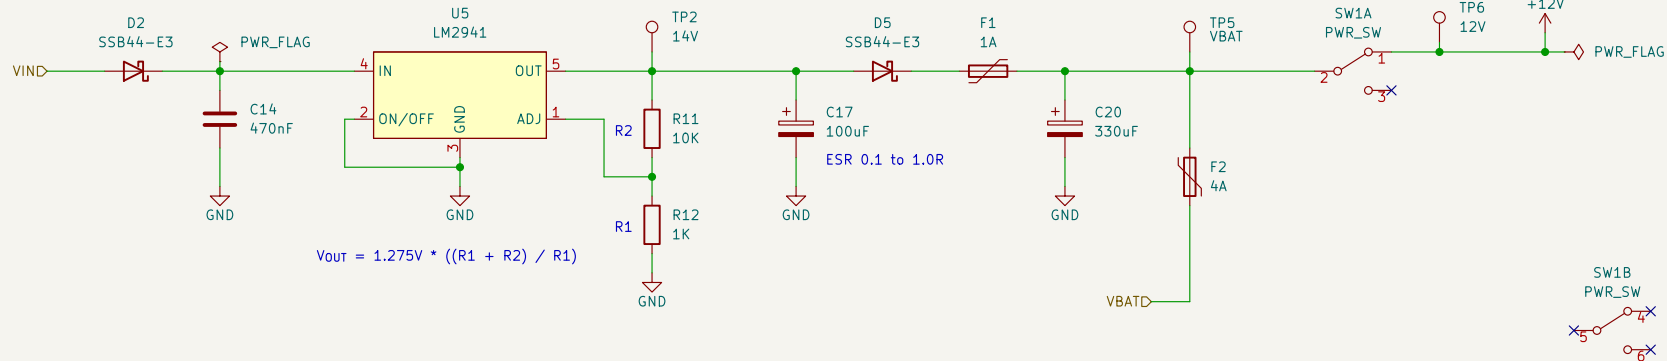 D2
SSB44-E3
PWR_FLAG
VIN
C14
470nF
GND
U5
LM2941
4
IN
OUT
5
2
ON/OFF
GND
ADJ
1
3
GND
VOUT = 1.275V * ((R1 + R2) / R1)
TP2
14V
R2
R11
10K
R1
R12
1K
GND
C17
100uF
ESR 0.1 to 1.0R
GND
D5
SSB44-E3
F1
1A
C20
330uF
GND
TP5
VBAT
F2
4A
VBAT
SW1A
PWR_SW
1
2
3
TP6
12V
+12V
PWR_FLAG
SW1B
PWR_SW
4
5
6